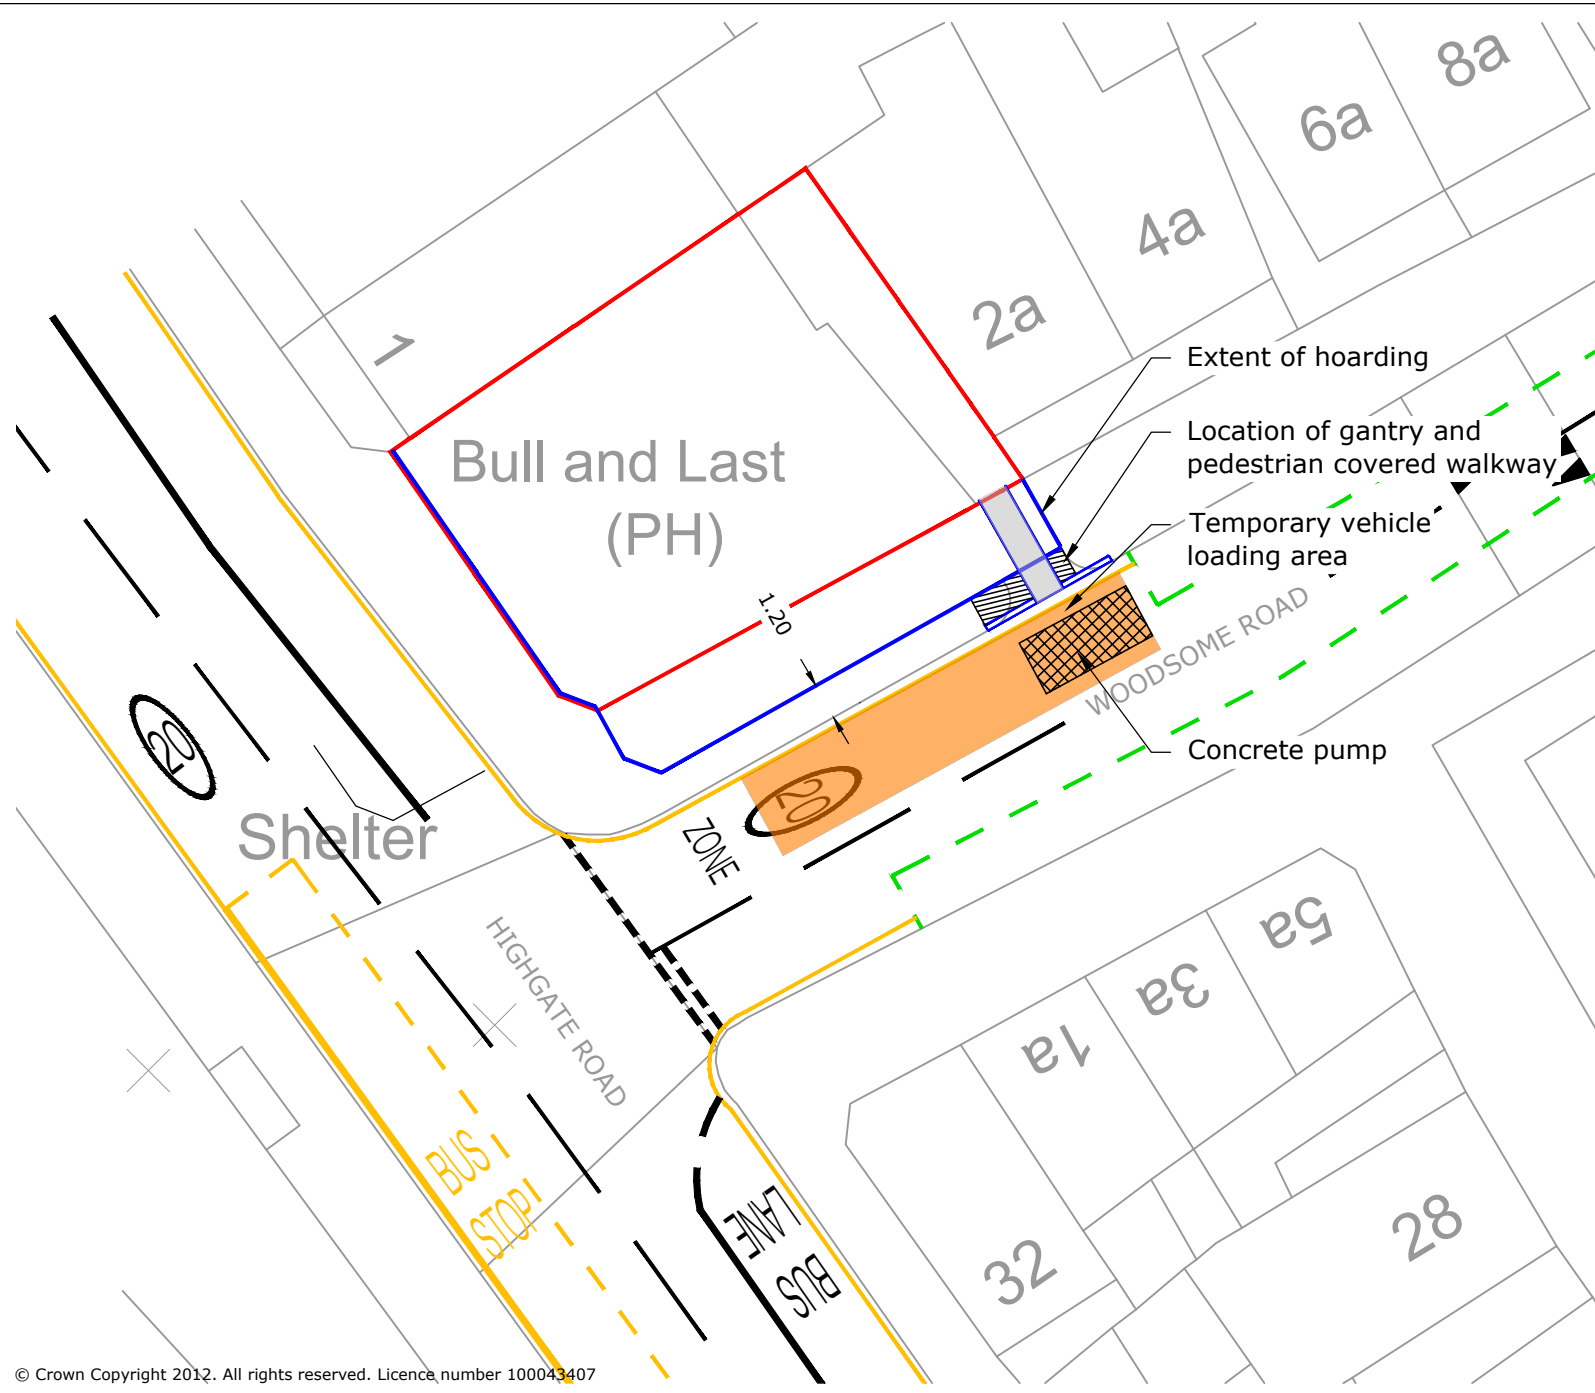 8a
6a
4a
2a
1
Extent of hoarding
Location of gantry and
pedestrian covered walkway
Bull and Last
(PH)
Temporary vehicle
loading area
1.20
WOODSOME ROAD
20
Concrete pump
20
Shelter
ZONE
HIGHGATE ROAD
5a
3a
1a
BUS
STOP
LANE
BUS
32
28
© Crown Copyright 2012. All rights reserved. Licence number 100043407